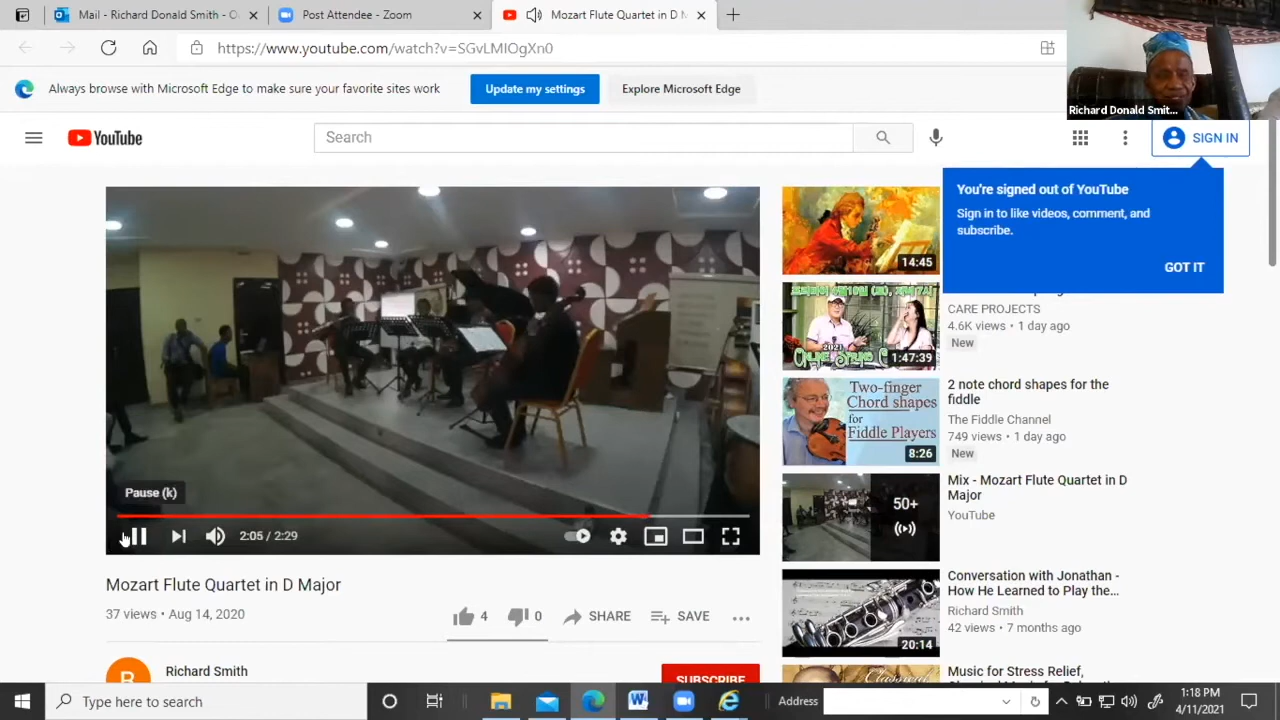 Mail - Richard Donald Smith - O
Post Attendee - Zoom
Mozart Flute Quartet in D M
https://www.youtube.com/watch?v=SGvLMIOgXn0
Always browse with Microsoft Edge to make sure your favorite sites work
Update my settings
Explore Microsoft Edge
Richard Donald Smit...
YouTube
Search
SIGN IN
You're signed out of YouTube
Sign in to like videos, comment, and
subscribe.
GOT IT
14:45
CARE PROJECTS
4.6K views • 1 day ago
New
2021
1:47:39
Two-finger
Chord shapes
for
Fiddle Players
8:26
2 note chord shapes for the
fiddle
The Fiddle Channel
749 views • 1 day ago
New
50+
Mix - Mozart Flute Quartet in D
Major
YouTube
20:14
Conversation with Jonathan -
How He Learned to Play the...
Richard Smith
42 views • 7 months ago
Music for Stress Relief,
Pause (k)
2:05 / 2:29
Mozart Flute Quartet in D Major
37 views • Aug 14, 2020
4
0
SHARE
SAVE
Richard Smith
SUBSCRIBE
Type here to search
Address
1:18 PM
4/11/2021